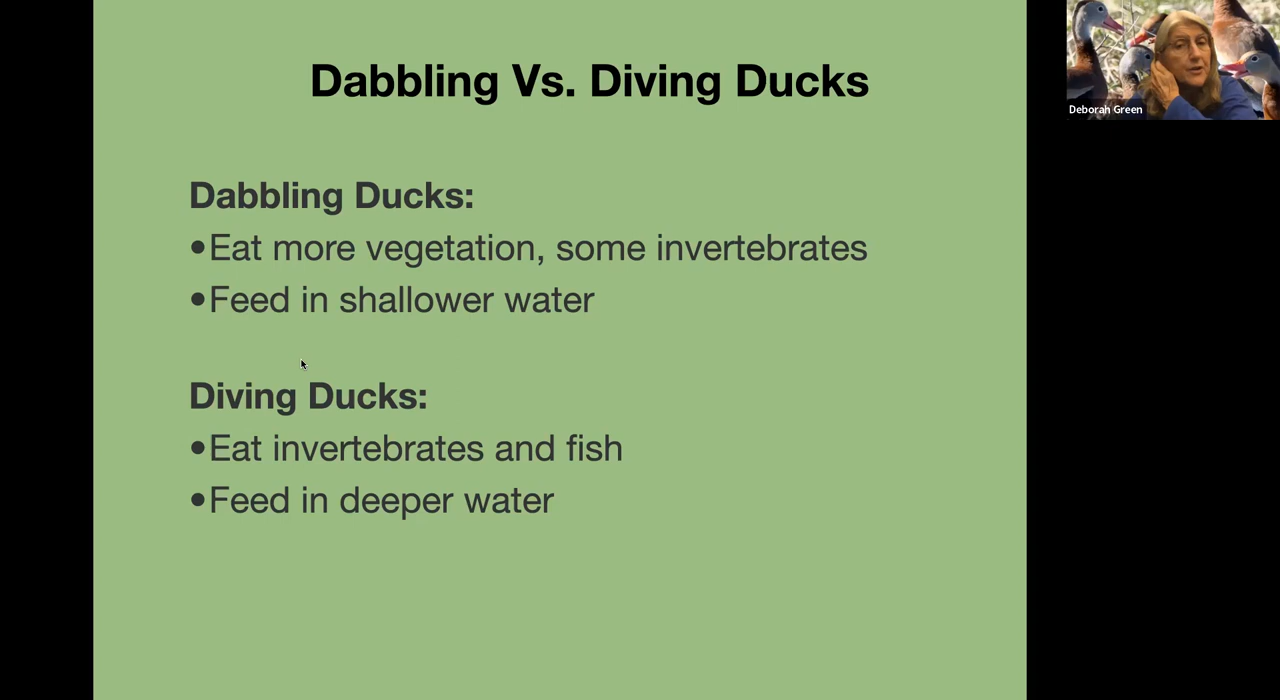 Dabbling Vs. Diving Ducks
Dabbling Ducks:
•Eat more vegetation, some invertebrates
•Feed in shallower water
Diving Ducks:
•Eat invertebrates and fish
•Feed in deeper water
Deborah Green